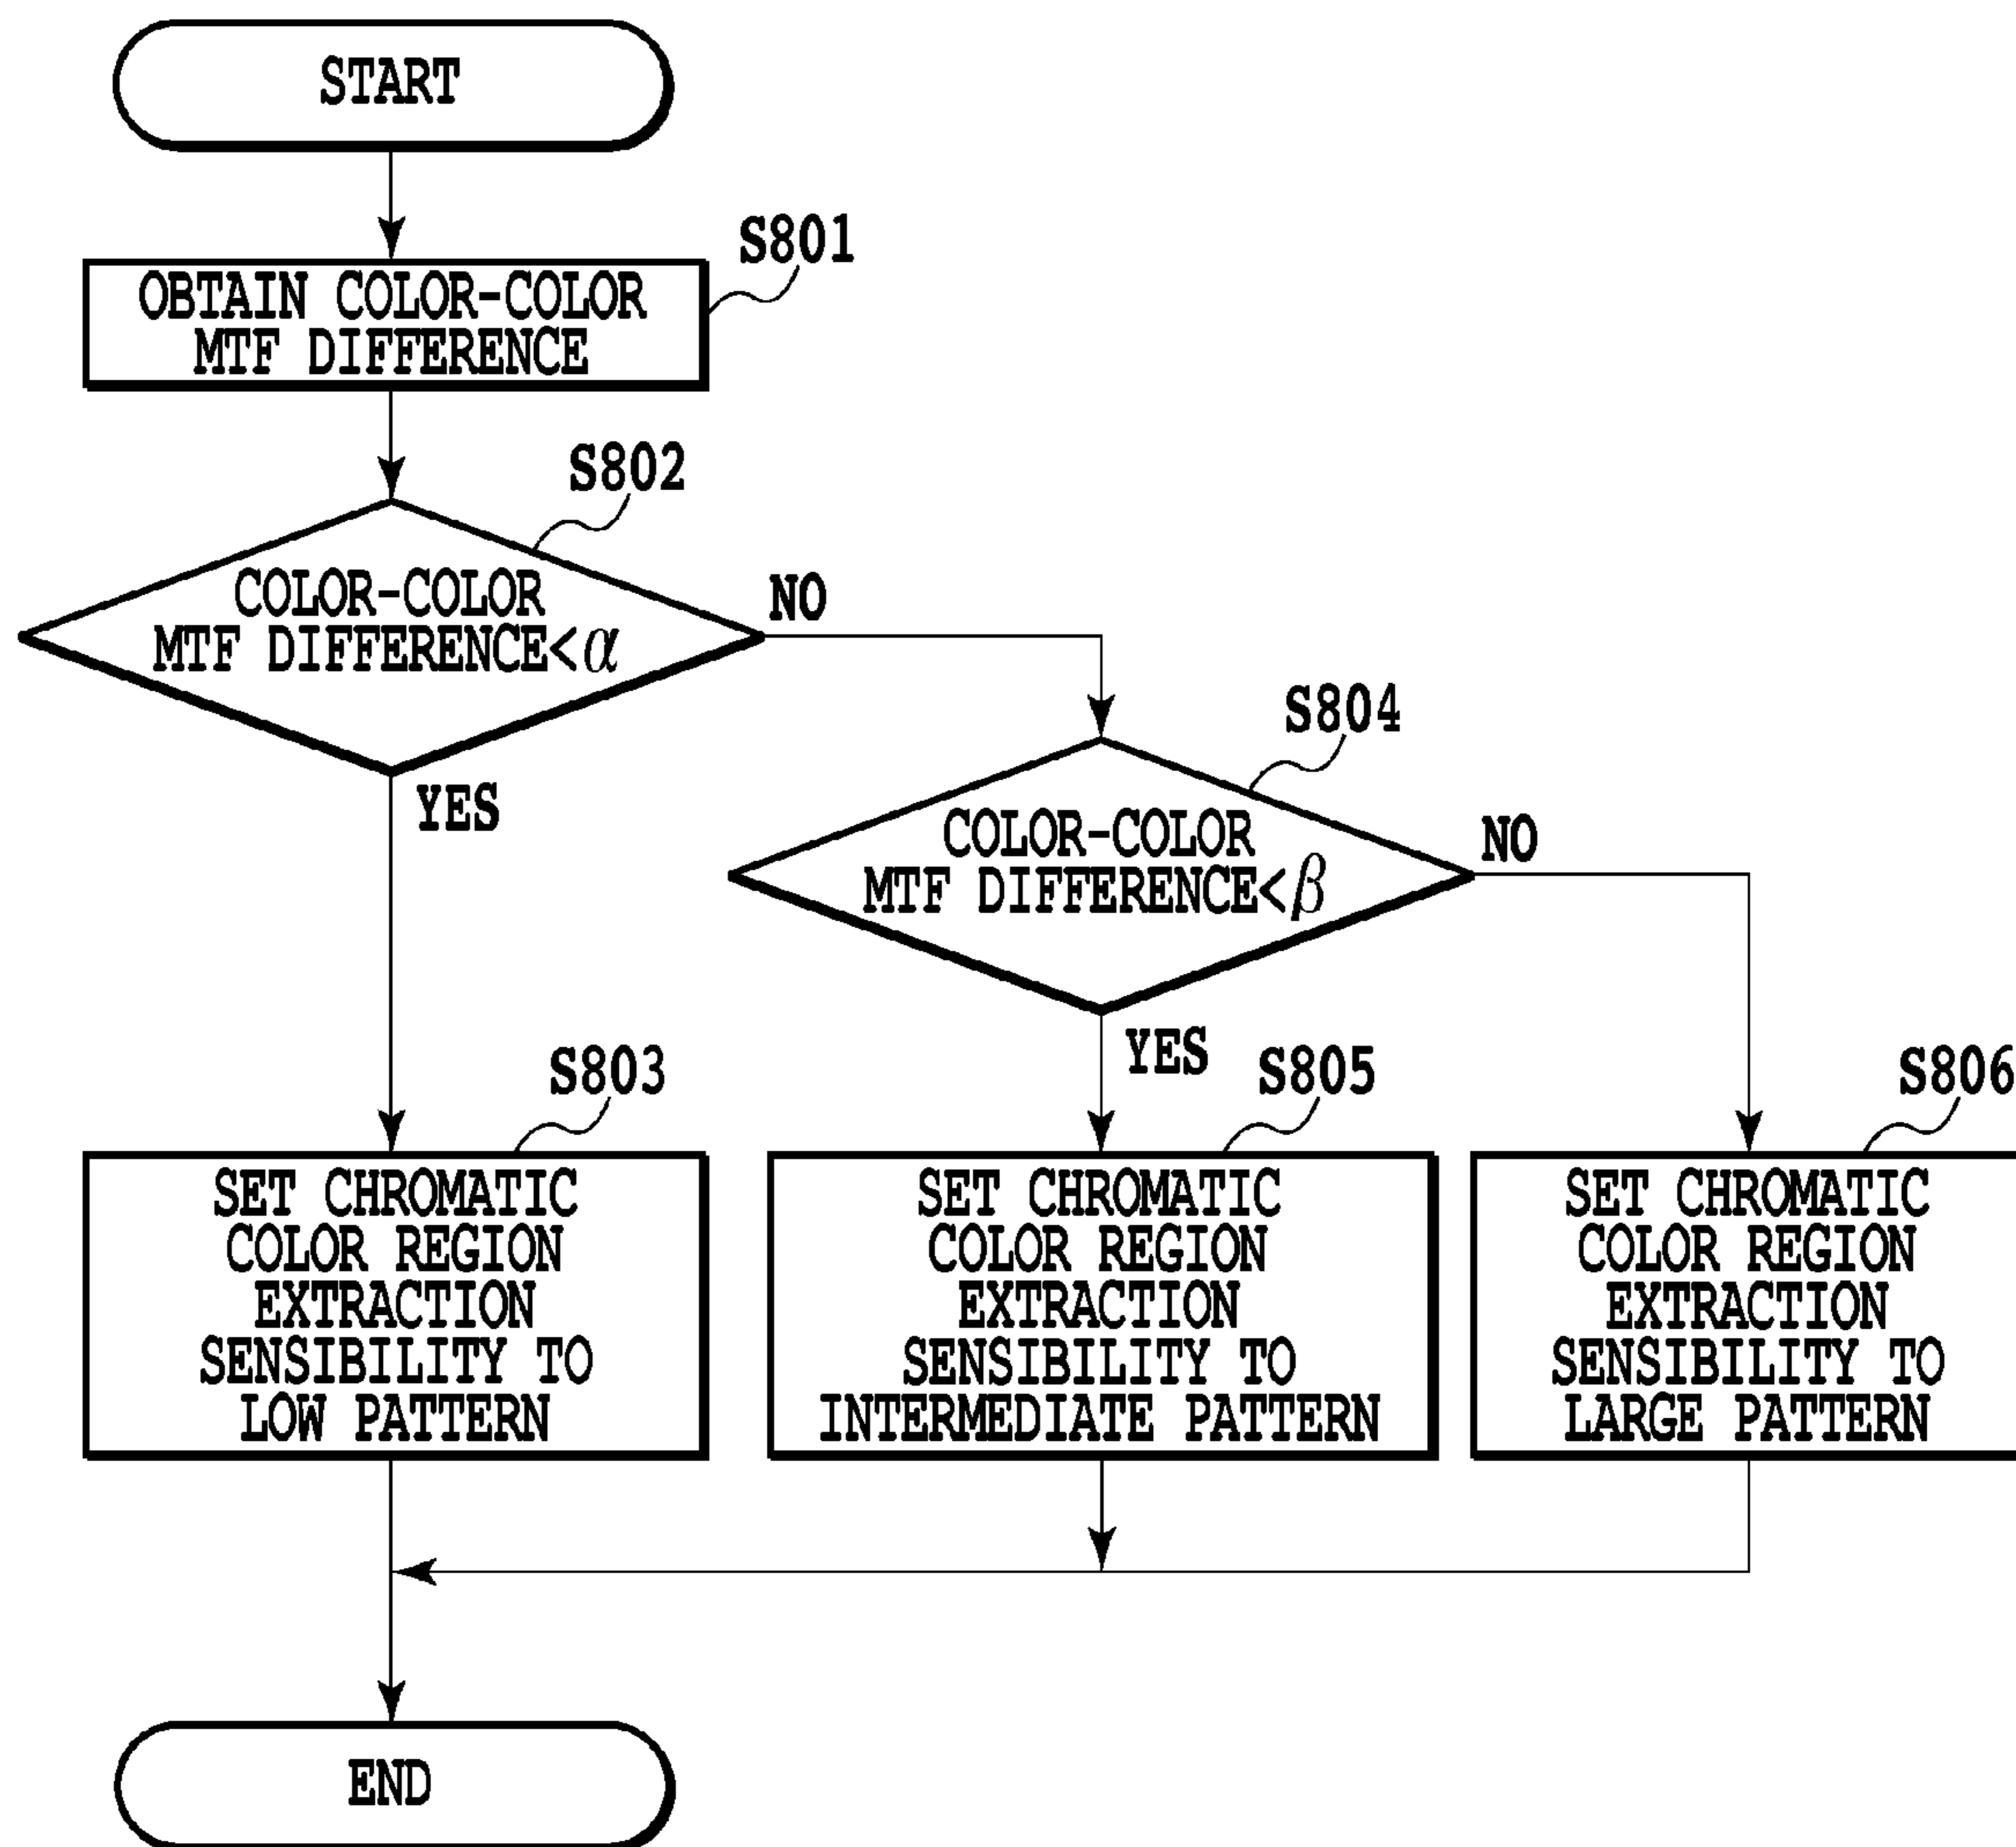 START
S801
OBTAIN COLOR-COLOR
MTF DIFFERENCE
S802
COLOR-COLOR
MTF DIFFERENCE<α
NO
YES
S804
COLOR-COLOR
MTF DIFFERENCE<β
NO
YES
S803
SET CHROMATIC
COLOR REGION
EXTRACTION
SENSIBILITY TO
LOW PATTERN
S805
SET CHROMATIC
COLOR REGION
EXTRACTION
SENSIBILITY TO
INTERMEDIATE PATTERN
S806
SET CHROMATIC
COLOR REGION
EXTRACTION
SENSIBILITY TO
LARGE PATTERN
END